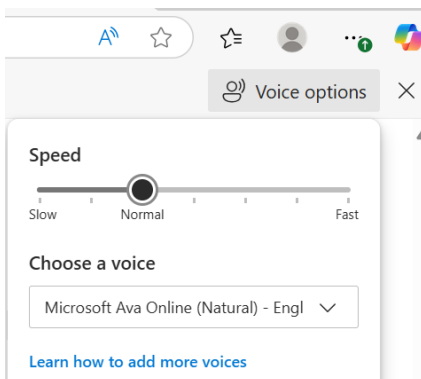 A
Voice options
Speed
Slow Normal Fast
Choose a voice
Microsoft Ava Online (Natural) - Engl
Learn how to add more voices